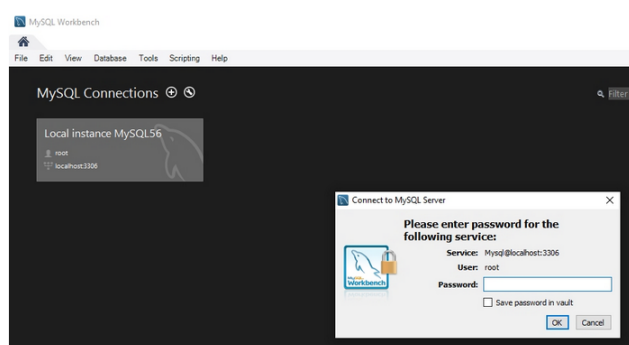 MySQL Workbench
File Edit View Database Tools Scripting Help
MySQL Connections
Filter
Local instance MySQL56
root
localhost:3306
Connect to MySQL Server
Please enter password for the
following service:
Service: Mysql@localhost:3306
User: root
Password:
MySQL
Workbench
Save password in vault
OK Cancel